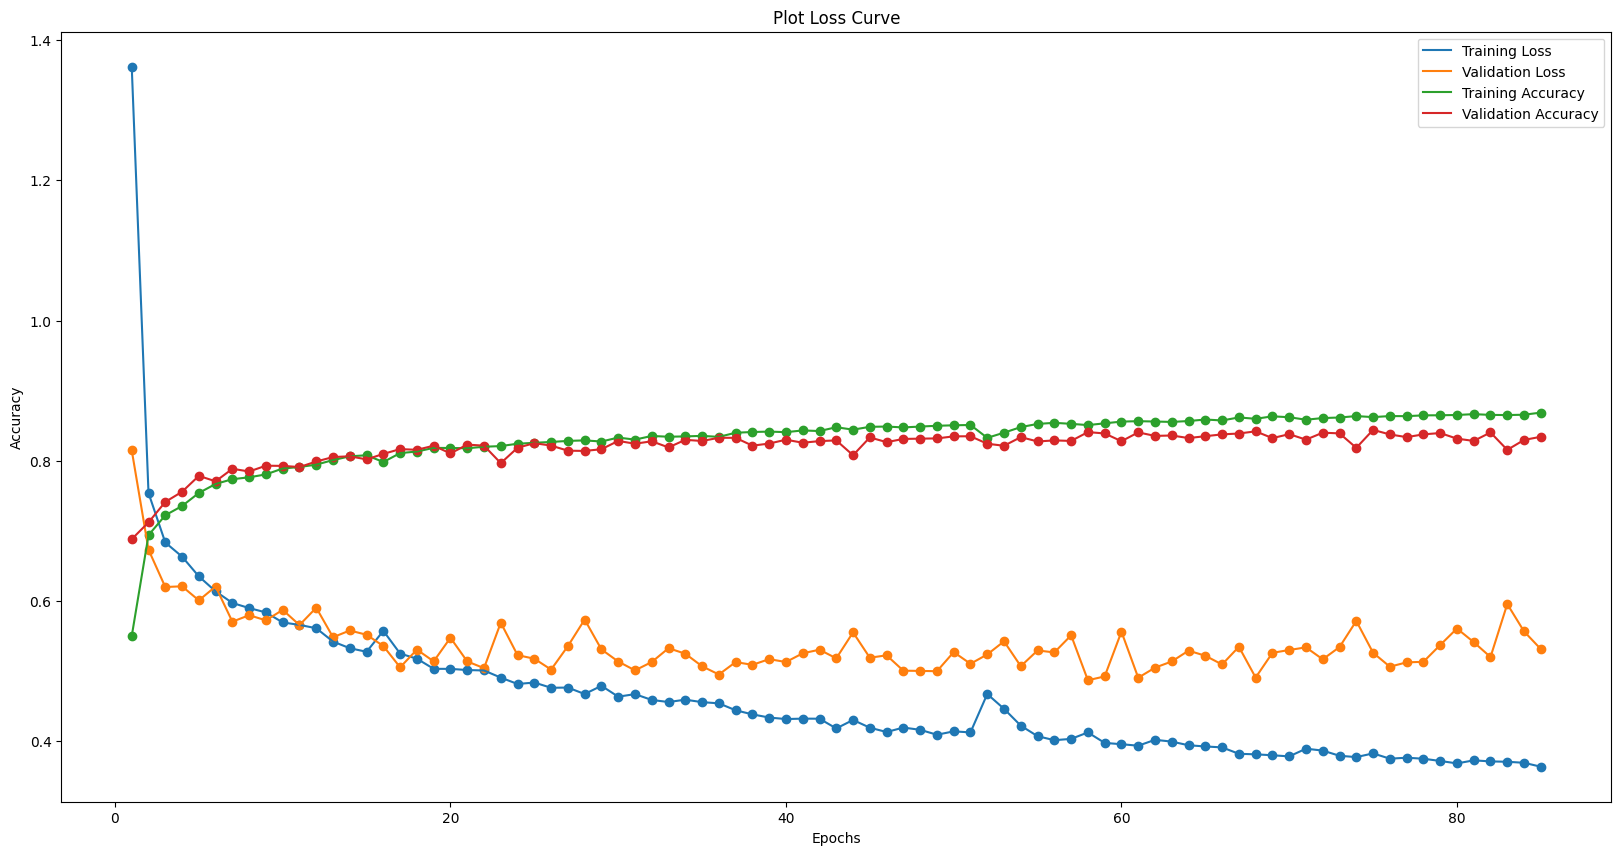 Plot Loss Curve
Training Loss
Validation Loss
Training Accuracy
Validation Accuracy
1.4
1.2
1.0
0.8
0.6
0.4
Accuracy
0
20
40
60
80
Epochs